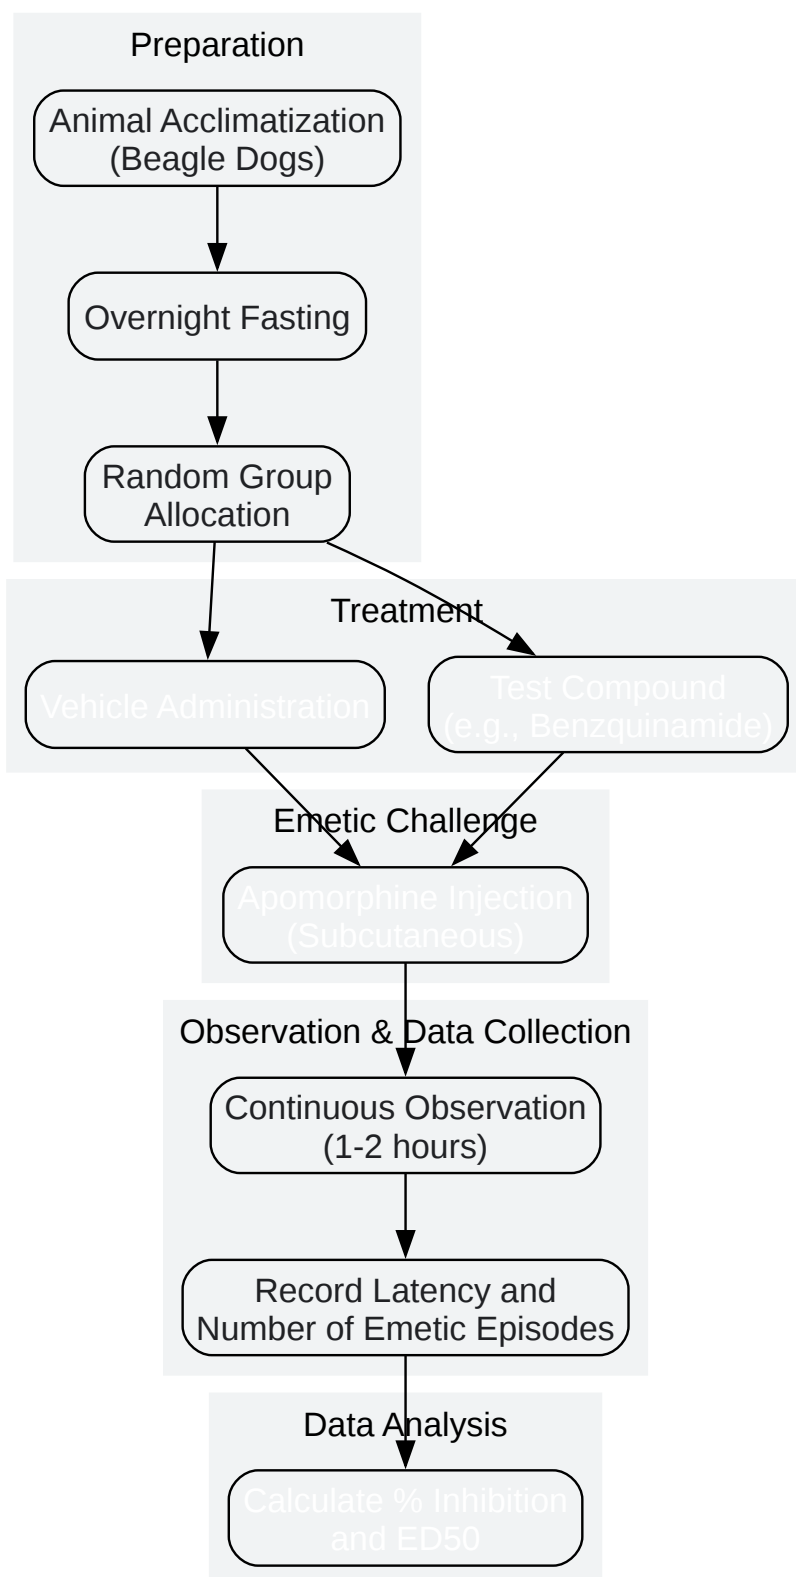 Preparation
Animal Acclimatization
(Beagle Dogs)
Overnight Fasting
Random Group
Allocation
Treatment
Vehicle Administration
Test Compound
(e.g., Benzquinamide)
Emetic Challenge
Apomorphine Injection
(Subcutaneous)
Observation & Data Collection
Continuous Observation
(1-2 hours)
Record Latency and
Number of Emetic Episodes
Data Analysis
Calculate % Inhibition
and ED50